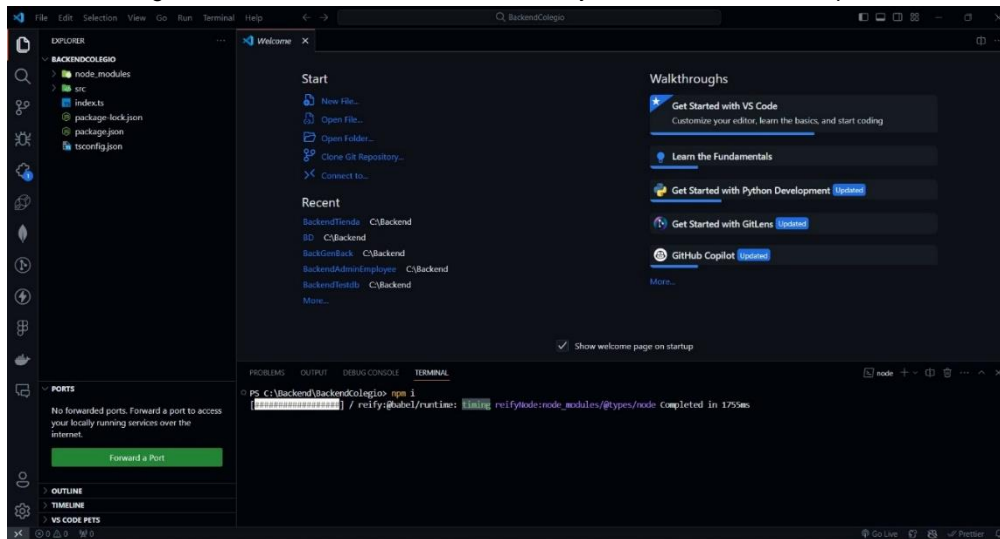 File Edit Selection View Go Run Terminal Help
BackendColegio
EXPLORER
Welcome
BACKENDCOLEGIO
node_modules
src
index.ts
package-lock.json
package.json
tsconfig.json
Start
New File...
Open File...
Open Folder...
Clone Git Repository...
Connect to...
Recent
BackendTienda C:\Backend
BD C:\Backend
BackGenBack C:\Backend
BackendAdminEmployee C:\Backend
BackendTestdb C:\Backend
More...
Walkthroughs
Get Started with VS Code
Customize your editor, learn the basics, and start coding
Learn the Fundamentals
Get Started with Python Development Updated
Get Started with GitLens Updated
GitHub Copilot Updated
More...
Show welcome page on startup
PROBLEMS OUTPUT DEBUG CONSOLE TERMINAL
node
PS C:\Backend\BackendColegio> npm i
[##################] / reify:@babel/runtime: timing reifyNode:node_modules/@types/node Completed in 1755ms
PORTS
No forwarded ports. Forward a port to access
your locally running services over the
internet.
Forward a Port
OUTLINE
TIMELINE
VS CODE PETS
0 0 0
Go Live
Prettier